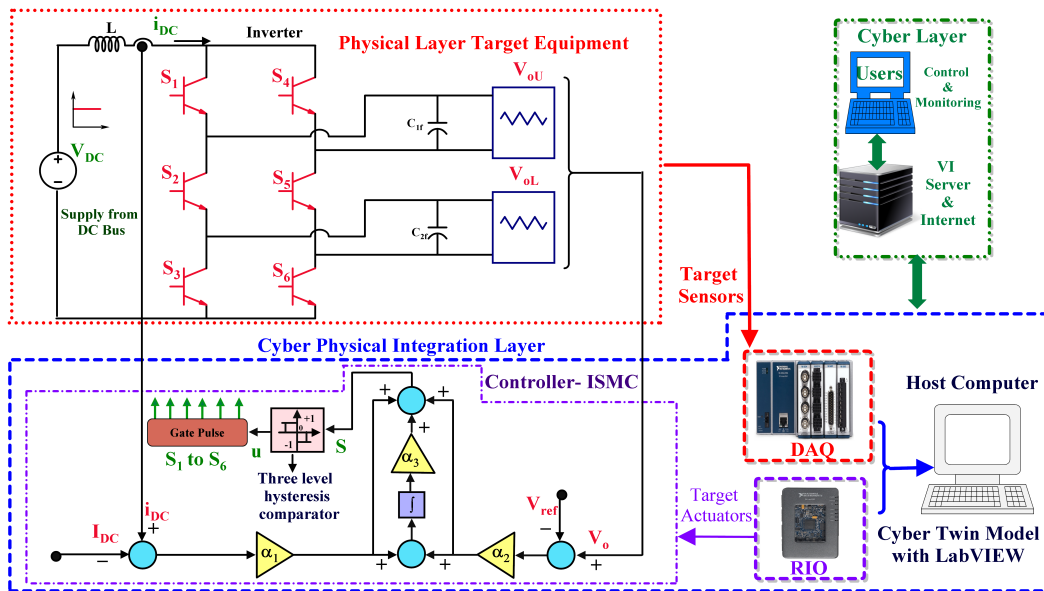 L
iDC
Inverter
Physical Layer Target Equipment
S1
S4
VoU
C1f
VDC
S2
S5
VoL
Supply from
DC Bus
C2f
S3
S6
Cyber Layer
Users
Control
&
Monitoring
VI
Server
&
Internet
Target
Sensors
Cyber Physical Integration Layer
Controller- ISMC
Gate Pulse
S1 to S6
u
+1
0
-1
S
Three level
hysteresis
comparator
α3
∫
IDC
iDC
α1
α2
Vref
Vo
Target
Actuators
DAQ
RIO
Host Computer
Cyber Twin Model
with LabVIEW